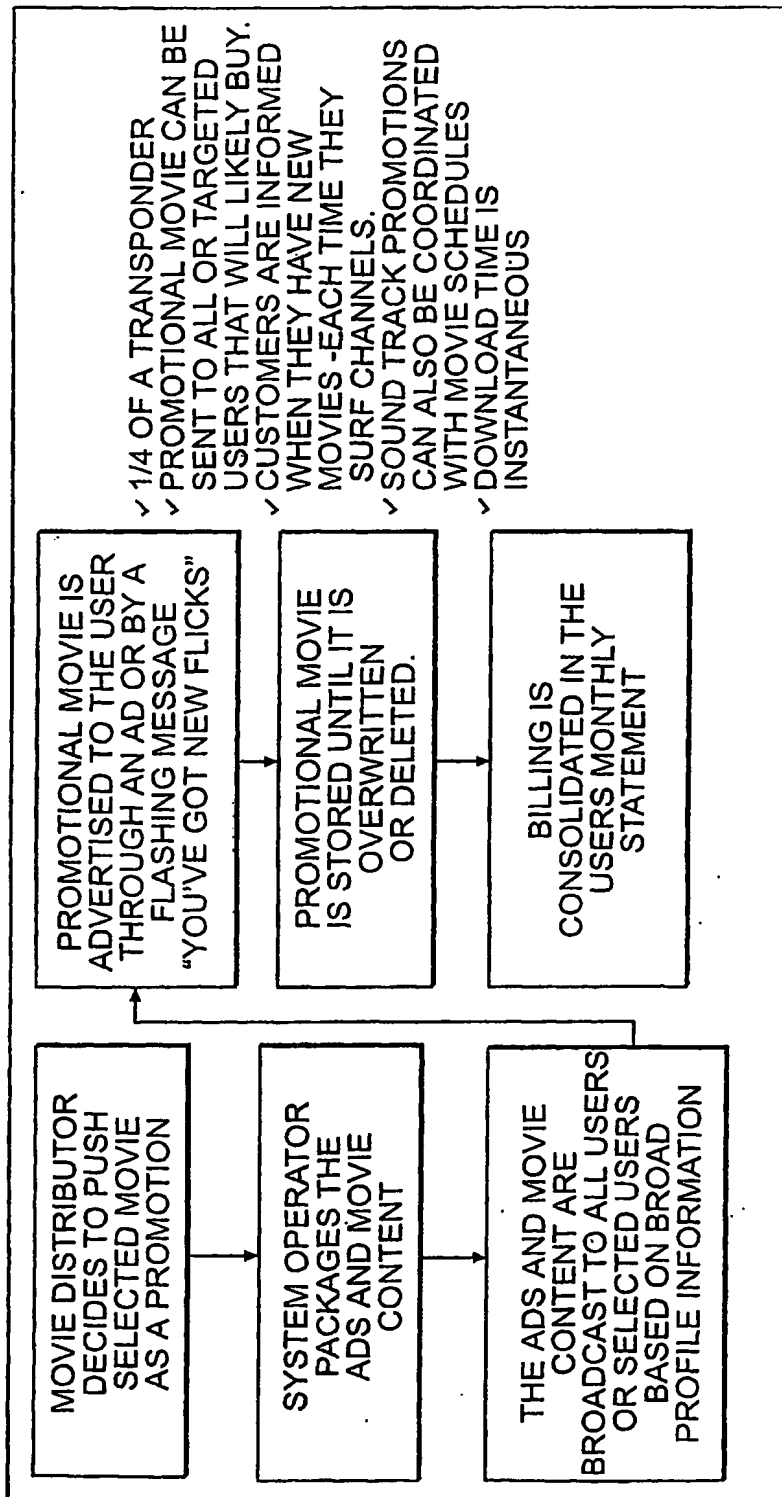 MOVIE DISTRIBUTOR
DECIDES TO PUSH
SELECTED MOVIE
AS A PROMOTION
SYSTEM OPERATOR
PACKAGES THE
ADS AND MOVIE
CONTENT
THE ADS AND MOVIE
CONTENT ARE
BROADCAST TO ALL USERS
OR SELECTED USERS
BASED ON BROAD
PROFILE INFORMATION
PROMOTIONAL MOVIE IS
ADVERTISED TO THE USER
THROUGH AN AD OR BY A
FLASHING MESSAGE
“YOU'VE GOT NEW FLICKS”
PROMOTIONAL MOVIE
IS STORED UNTIL IT IS
OVERWRITTEN
OR DELETED.
BILLING IS
CONSOLIDATED IN THE
USERS MONTHLY
STATEMENT
✓ 1/4 OF A TRANSPONDER
✓ PROMOTIONAL MOVIE CAN BE
SENT TO ALL OR TARGETED
USERS THAT WILL LIKELY BUY.
✓ CUSTOMERS ARE INFORMED
WHEN THEY HAVE NEW
MOVIES -EACH TIME THEY
SURF CHANNELS.
✓ SOUND TRACK PROMOTIONS
CAN ALSO BE COORDINATED
WITH MOVIE SCHEDULES
✓ DOWNLOAD TIME IS
INSTANTANEOUS